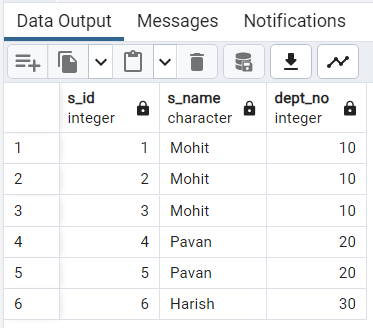 Data Output Messages Notifications
s_id s_name dept_no
integer character integer
1 1 Mohit 10
2 2 Mohit 10
3 3 Mohit 10
4 4 Pavan 20
5 5 Pavan 20
6 6 Harish 30